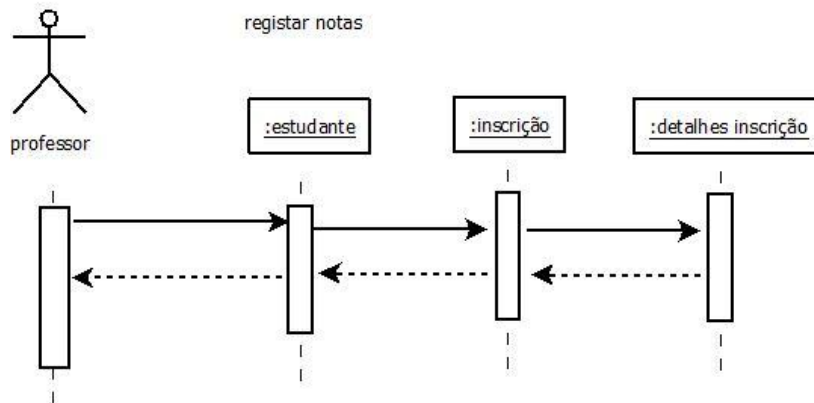 registar notas
professor
:estudante
:inscrição
:detalhes inscrição